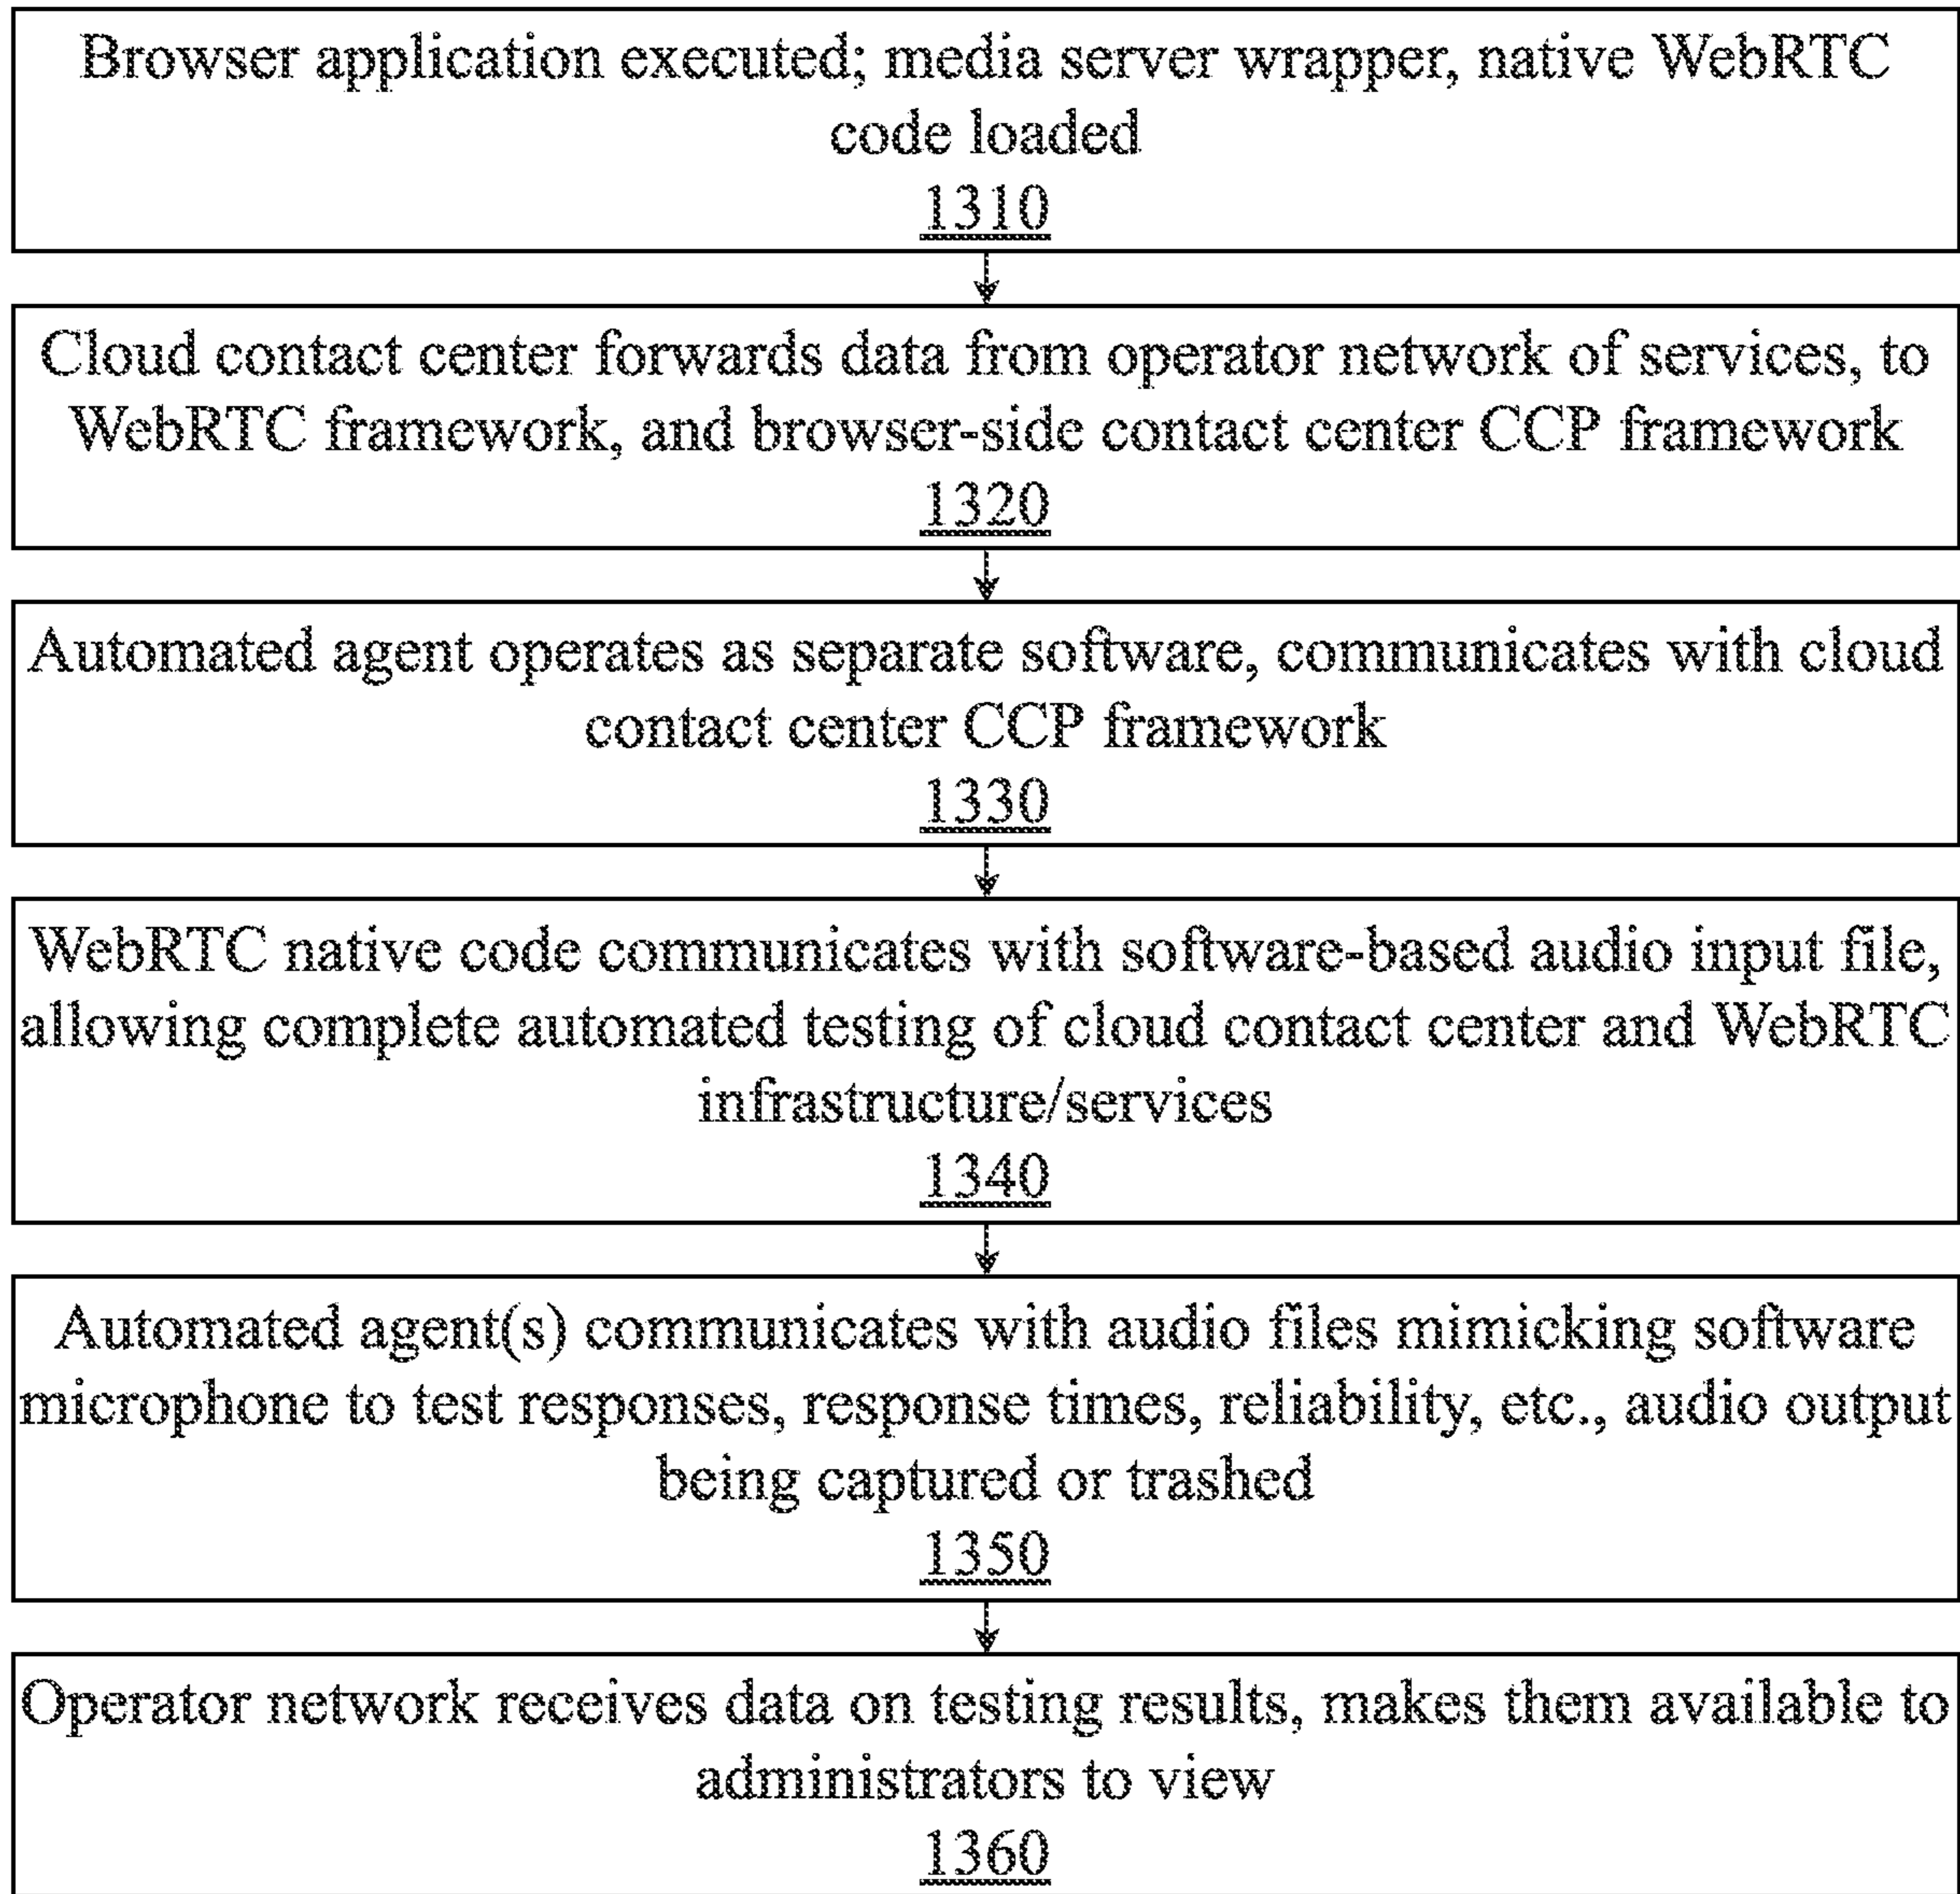 Browser application executed; media server wrapper, native WebRTC
code loaded
1310
Cloud contact center forwards data from operator network of services, to
WebRTC framework, and browser-side contact center CCP framework
1320
Automated agent operates as separate software, communicates with cloud
contact center CCP framework
1330
WebRTC native code communicates with software-based audio input file,
allowing complete automated testing of cloud contact center and WebRTC
infrastructure/services
1340
Automated agent(s) communicates with audio files mimicking software
microphone to test responses, response times, reliability, etc., audio output
being captured or trashed
1350
Operator network receives data on testing results, makes them available to
administrators to view
1360